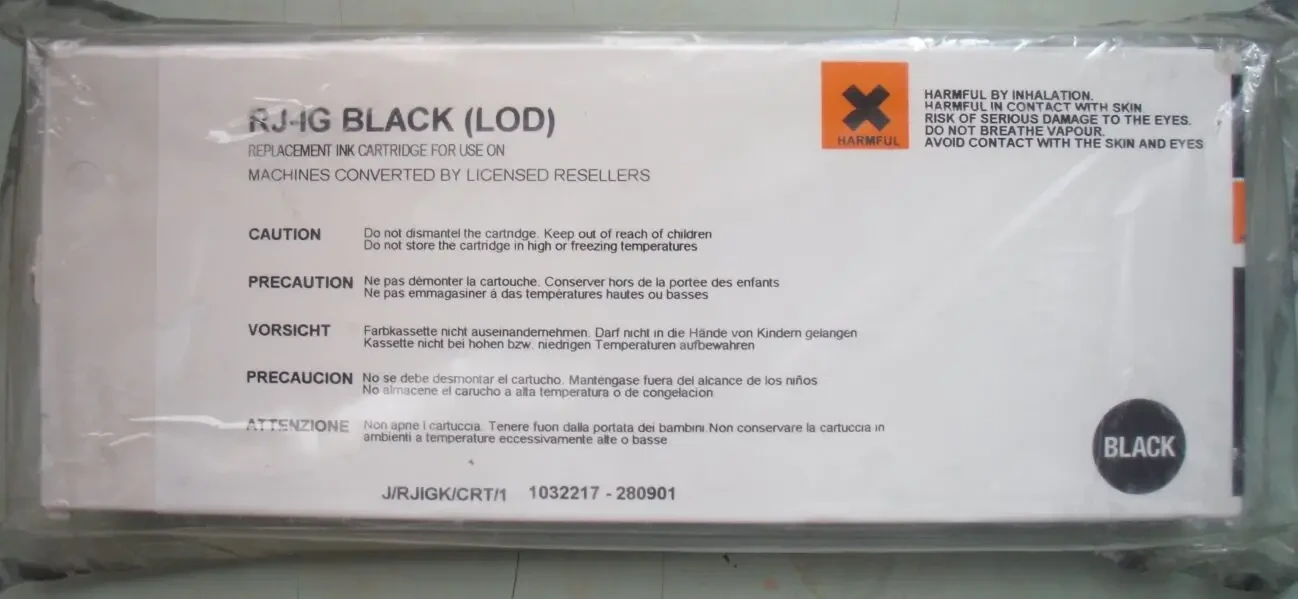 RJ-IG BLACK (LOD)
REPLACEMENT INK CARTRIDGE FOR USE ON
MACHINES CONVERTED BY LICENSED RESELLERS
HARMFUL
HARMFUL BY INHALATION.
HARMFUL IN CONTACT WITH SKIN
RISK OF SERIOUS DAMAGE TO THE EYES.
DO NOT BREATHE VAPOUR.
AVOID CONTACT WITH THE SKIN AND EYES
CAUTION Do not dismantel the cartridge. Keep out of reach of children
Do not store the cartridge in high or freezing temperatures
PRECAUTION Ne pas démonter la cartouche. Conserver hors de la portée des enfants
Ne pas emmagasiner á das températures hautes ou basses
VORSICHT Farbkassette nicht auseinandernehmen. Darf nicht in die Hände von Kindern gelangen
Kassette nicht bei hohen bzw. niedrigen Temperaturen aufbewahren
PRECAUCION No se debe desmontar el cartucho. Manténgase fuera del alcance de los niños
No almacene el carucho a alta temperatura o de congelacion
ATTENZIONE Non apne l cartuccia. Tenere fuori dalla portata dei bambini. Non conservare la cartuccia in
ambienti a temperature eccessivamente alte o basse
J/RJIGK/CRT/1 1032217 - 280901
BLACK